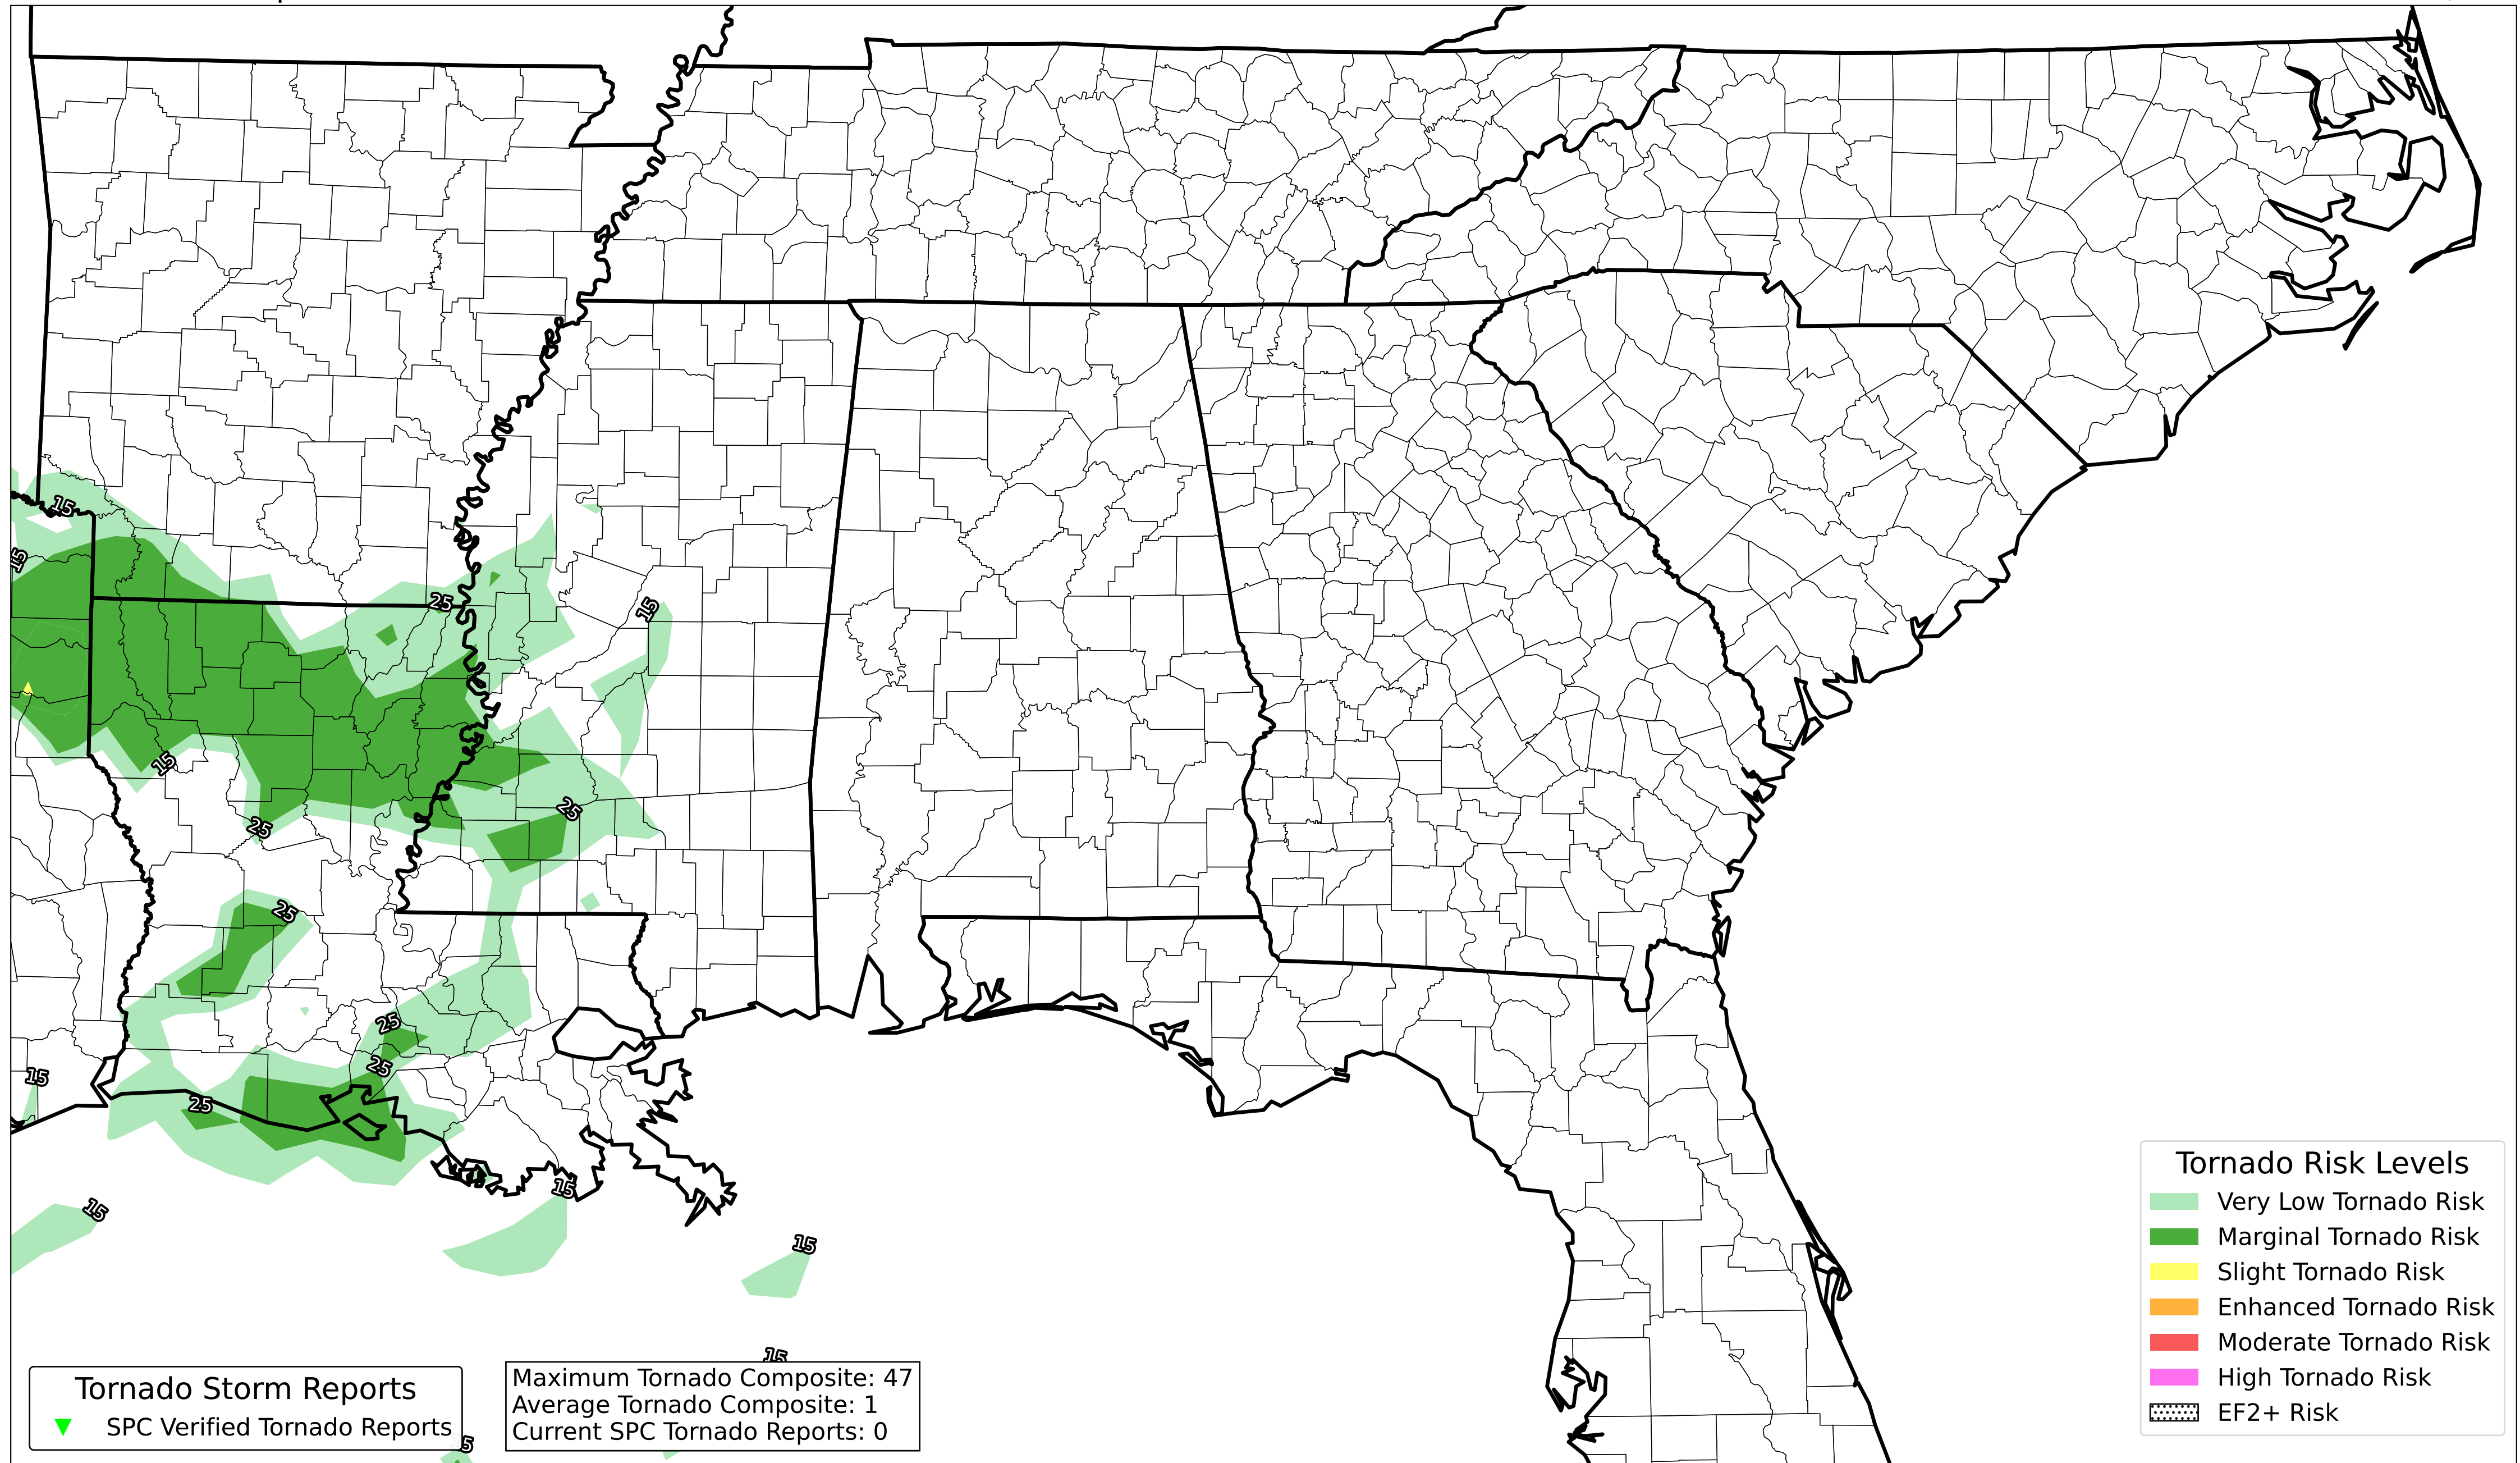 15
15
25
15
15
25
25
25
25
25
15
25
15
15
15
15
Tornado Risk Levels
Very Low Tornado Risk
Marginal Tornado Risk
Slight Tornado Risk
Enhanced Tornado Risk
Moderate Tornado Risk
High Tornado Risk
EF2+ Risk
Tornado Storm Reports
SPC Verified Tornado Reports
Maximum Tornado Composite: 47
Average Tornado Composite: 1
Current SPC Tornado Reports: 0